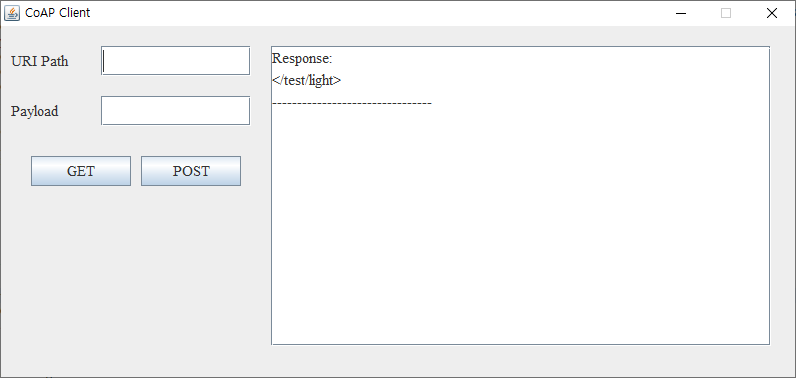 CoAP Client
URI Path
Payload
GET POST
Response:
</test/light>
--------------------------------